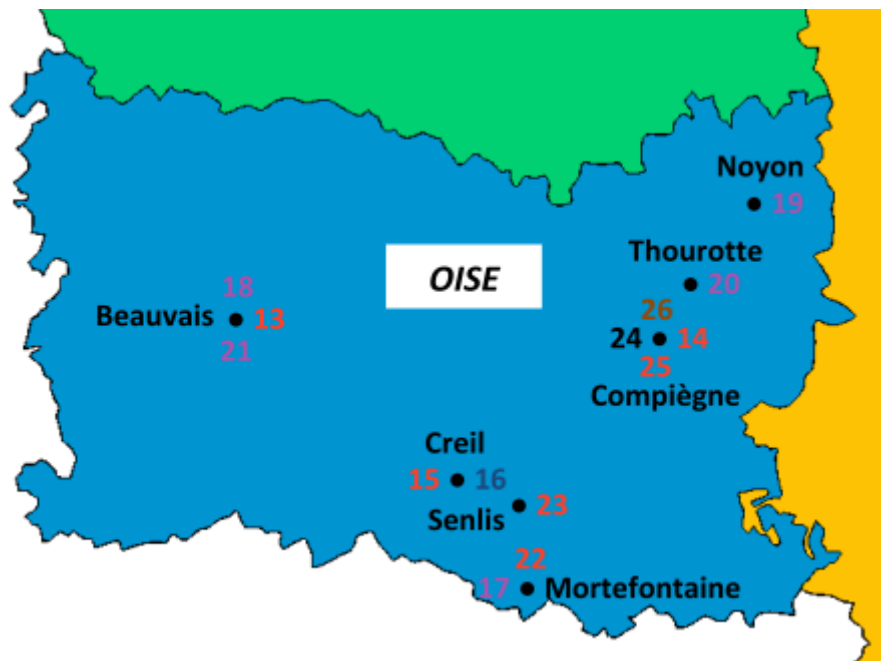 Noyon
19
Thourotte
20
OISE
18
Beauvais 13
21
26
24 14
25
Compiègne
Creil
15 16
23
Senlis
22
17 Mortefontaine